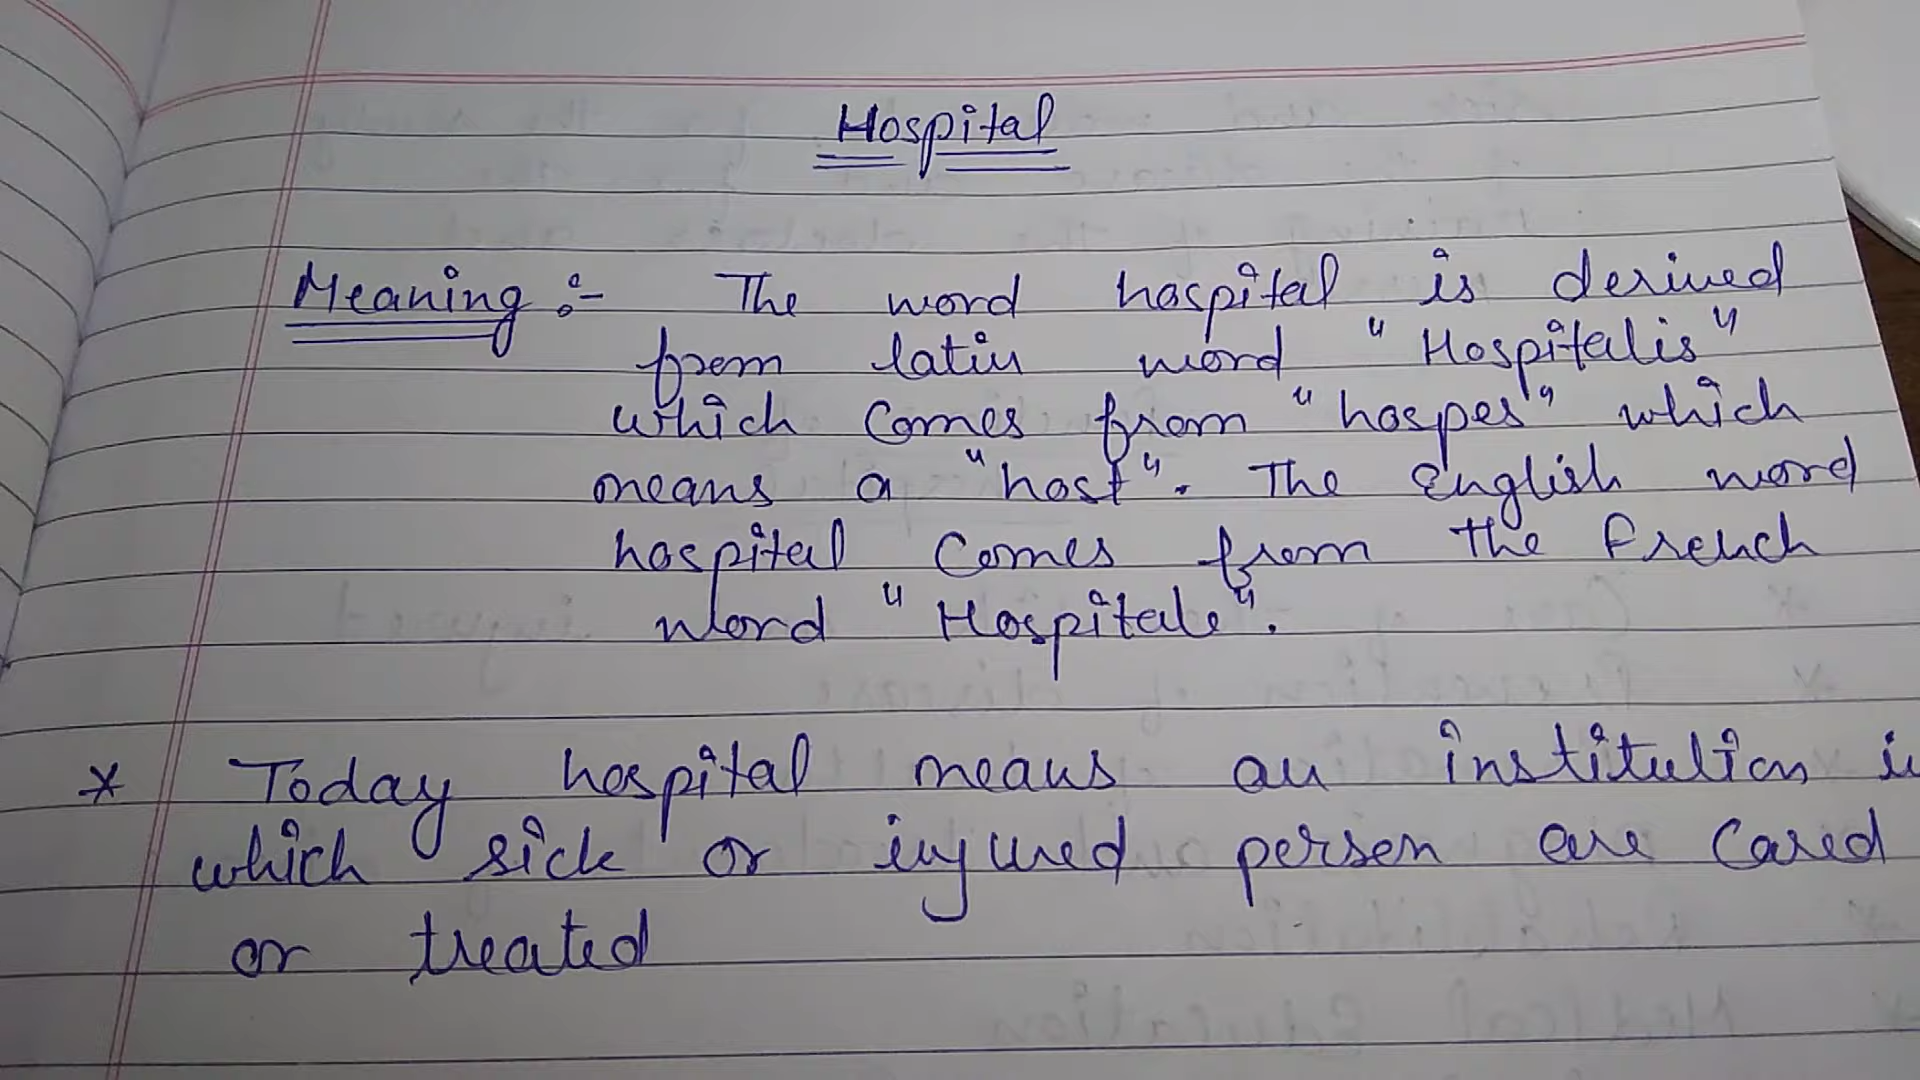 Hospital
Meaning :- The word hospital is derived
from latin word "Hospitalis"
which comes from "hospes" which
means a "host". The English word
hospital comes from the French
word "Hospitale".
* Today hospital means an institution in
which sick or injured person are cared
or treated